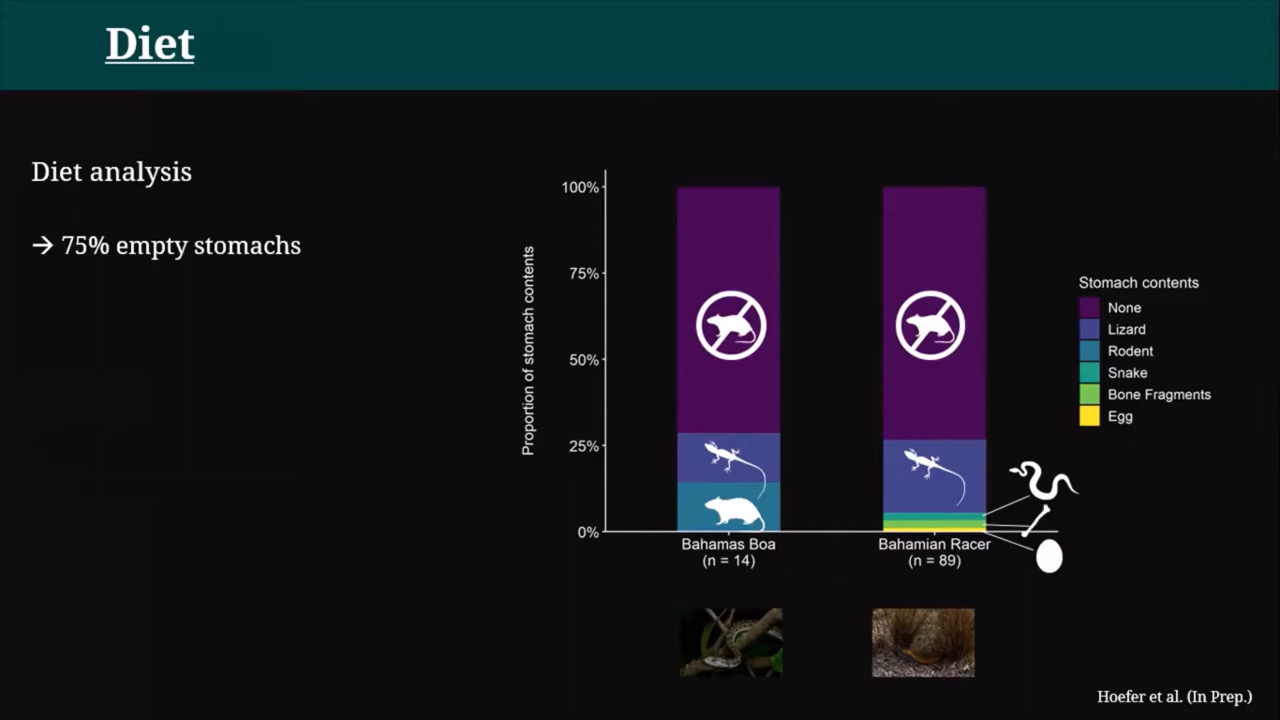 Diet
Diet analysis
→ 75% empty stomachs
Proportion of stomach contents
100%
75%
50%
25%
0%
Bahamas Boa
(n = 14)
Bahamian Racer
(n = 89)
Stomach contents
None
Lizard
Rodent
Snake
Bone Fragments
Egg
Hoefer et al. (In Prep.)